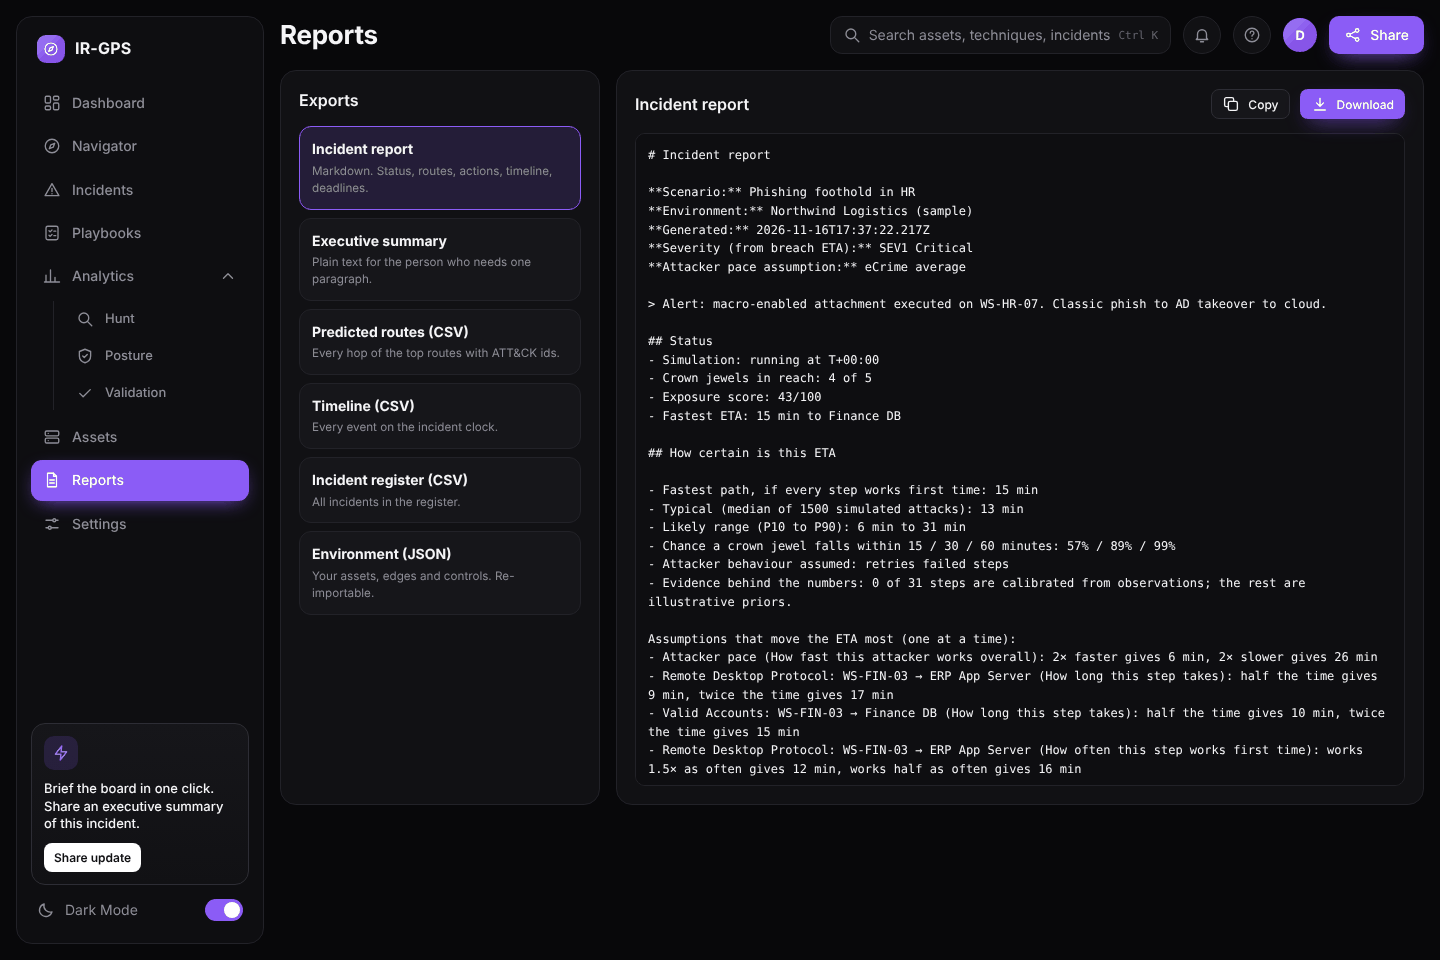 IR-GPS
Dashboard
Navigator
Incidents
Playbooks
Analytics
Hunt
Posture
Validation
Assets
Reports
Settings
Brief the board in one click.
Share an executive summary
of this incident.
Share update
Dark Mode
Reports
Search assets, techniques, incidents Ctrl K
D
Share
Exports
Incident report
Markdown. Status, routes, actions, timeline,
deadlines.
Executive summary
Plain text for the person who needs one
paragraph.
Predicted routes (CSV)
Every hop of the top routes with ATT&CK ids.
Timeline (CSV)
Every event on the incident clock.
Incident register (CSV)
All incidents in the register.
Environment (JSON)
Your assets, edges and controls. Re-
importable.
Incident report
Copy
Download
# Incident report
**Scenario:** Phishing foothold in HR
**Environment:** Northwind Logistics (sample)
**Generated:** 2026-11-16T17:37:22.217Z
**Severity (from breach ETA):** SEV1 Critical
**Attacker pace assumption:** eCrime average
> Alert: macro-enabled attachment executed on WS-HR-07. Classic phish to AD takeover to cloud.
## Status
- Simulation: running at T+00:00
- Crown jewels in reach: 4 of 5
- Exposure score: 43/100
- Fastest ETA: 15 min to Finance DB
## How certain is this ETA
- Fastest path, if every step works first time: 15 min
- Typical (median of 1500 simulated attacks): 13 min
- Likely range (P10 to P90): 6 min to 31 min
- Chance a crown jewel falls within 15 / 30 / 60 minutes: 57% / 89% / 99%
- Attacker behaviour assumed: retries failed steps
- Evidence behind the numbers: 0 of 31 steps are calibrated from observations; the rest are
illustrative priors.
Assumptions that move the ETA most (one at a time):
- Attacker pace (How fast this attacker works overall): 2× faster gives 6 min, 2× slower gives 26 min
- Remote Desktop Protocol: WS-FIN-03 → ERP App Server (How long this step takes): half the time gives
9 min, twice the time gives 17 min
- Valid Accounts: WS-FIN-03 → Finance DB (How long this step takes): half the time gives 10 min, twice
the time gives 15 min
- Remote Desktop Protocol: WS-FIN-03 → ERP App Server (How often this step works first time): works
1.5× as often gives 12 min, works half as often gives 16 min